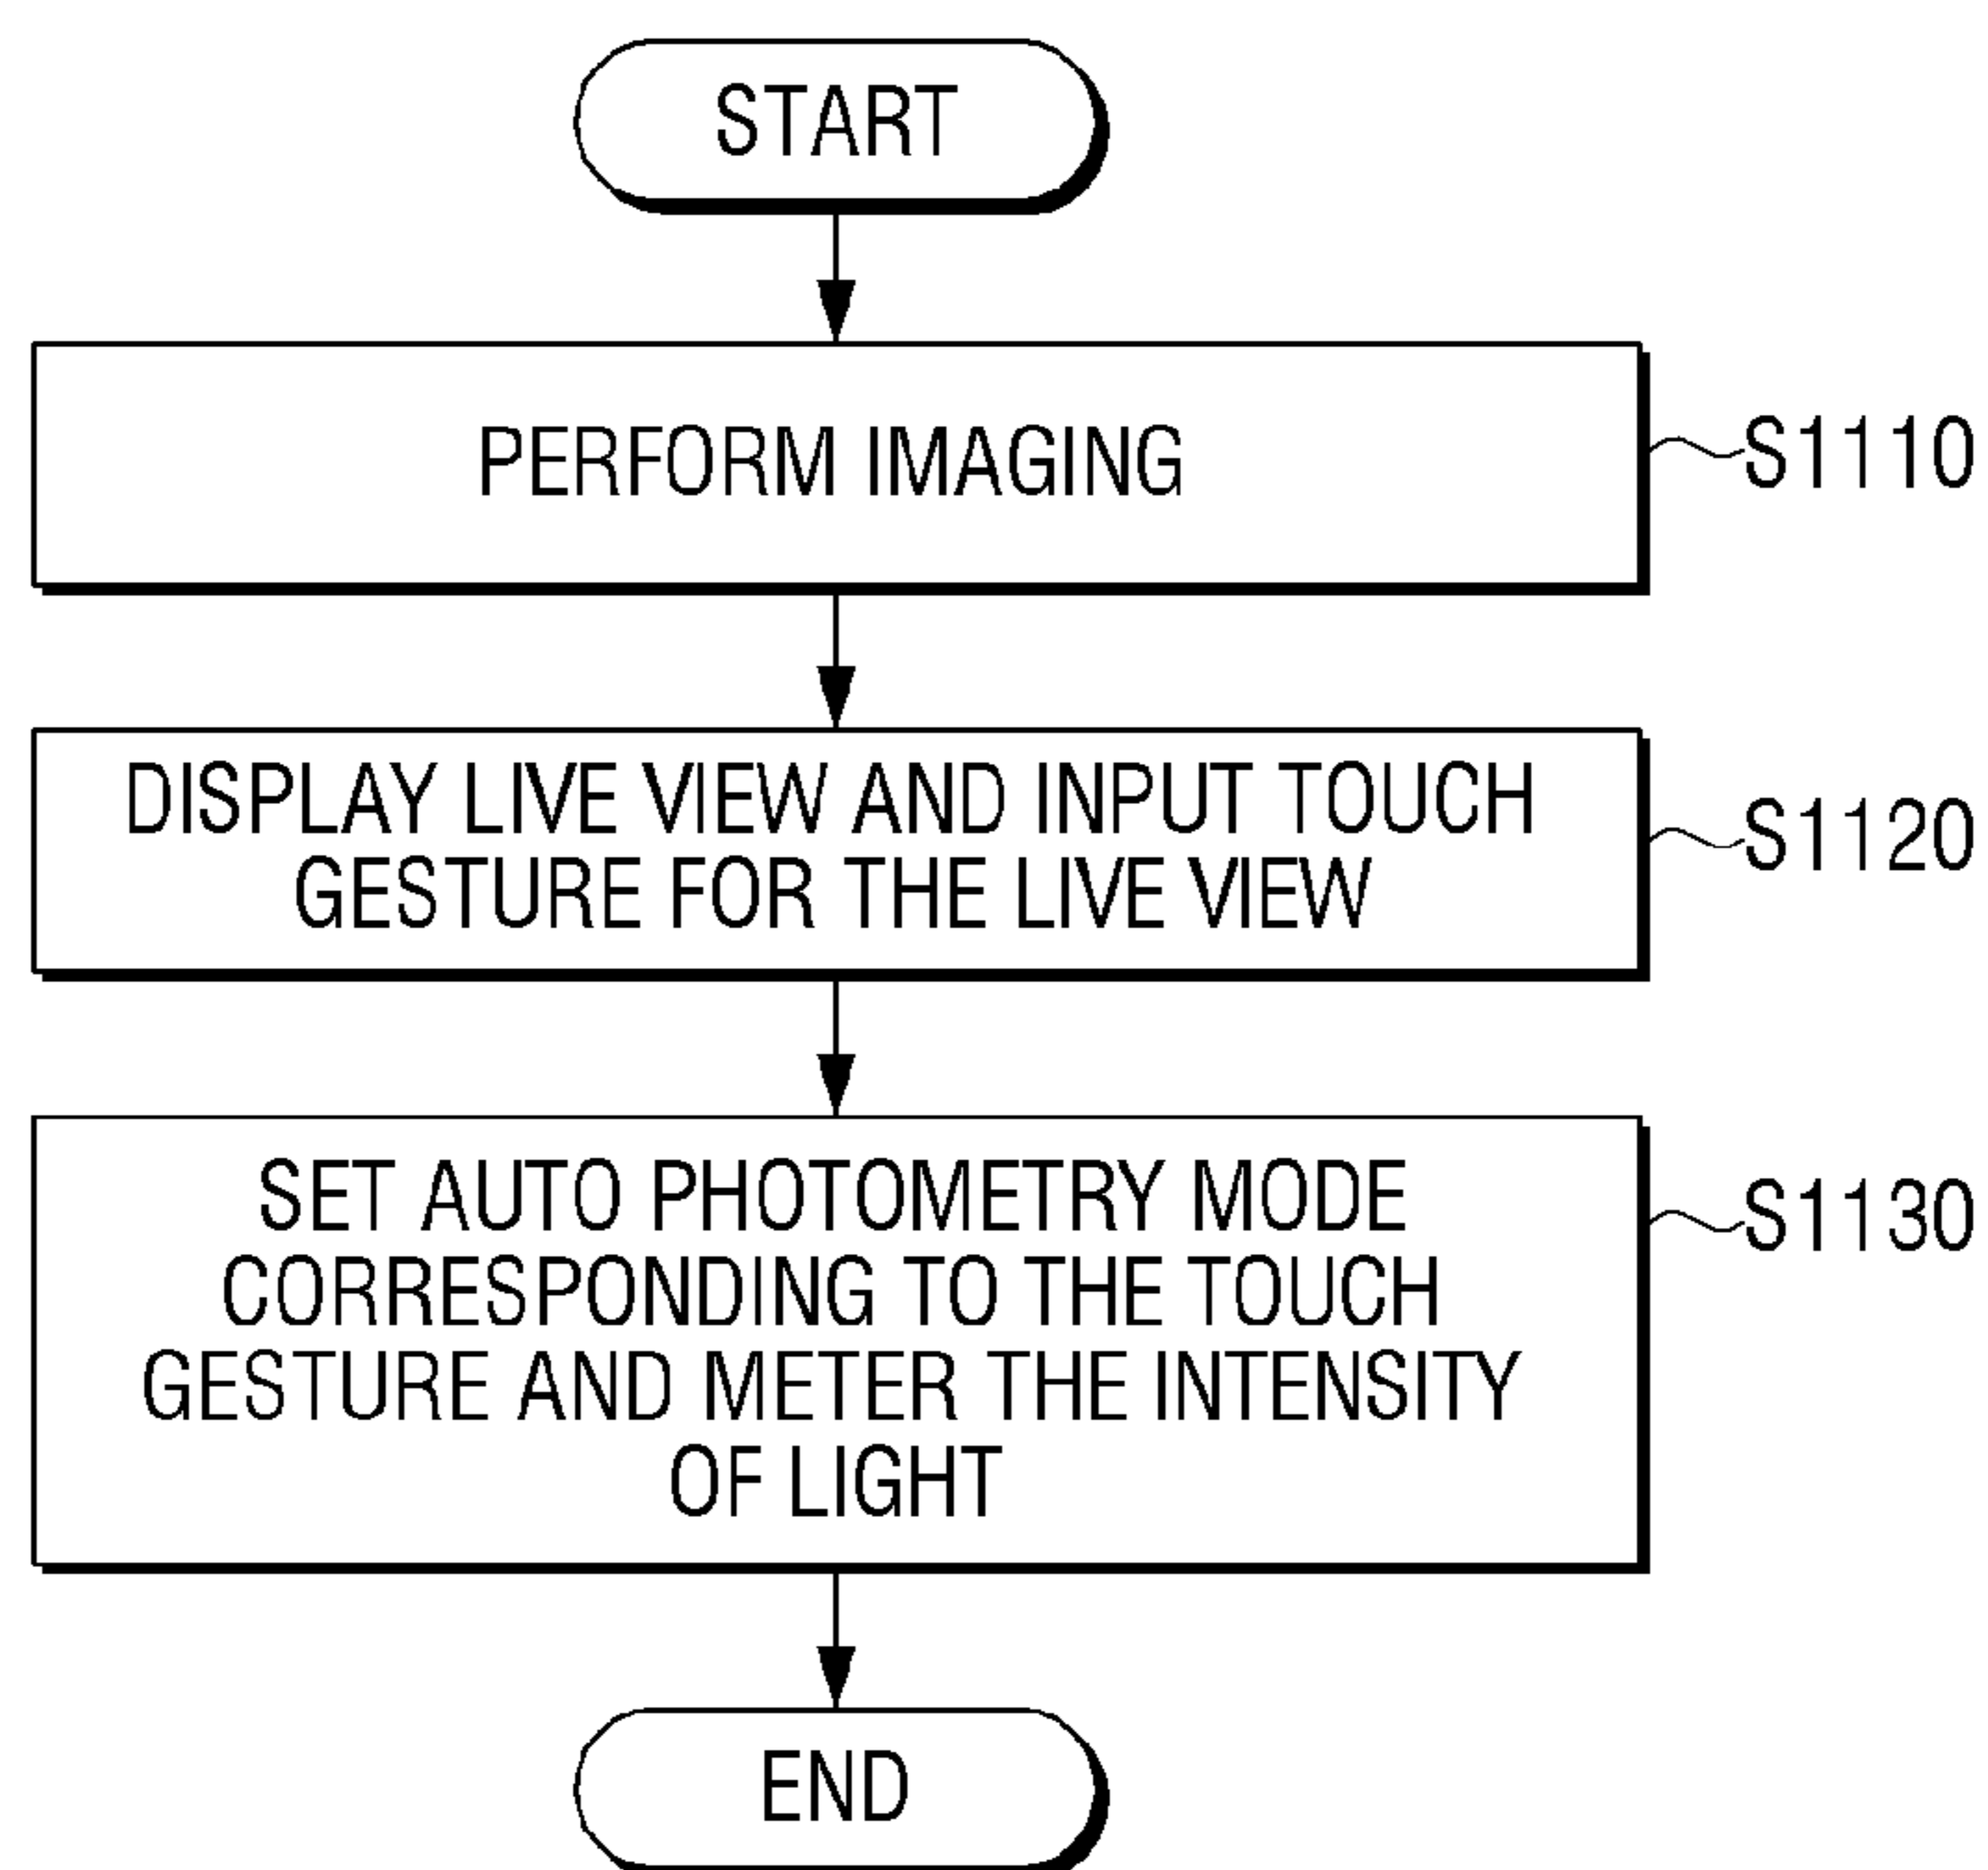 START
PERFORM IMAGING
S1110
DISPLAY LIVE VIEW AND INPUT TOUCH
GESTURE FOR THE LIVE VIEW
S1120
SET AUTO PHOTOMETRY MODE
CORRESPONDING TO THE TOUCH
GESTURE AND METER THE INTENSITY
OF LIGHT
S1130
END